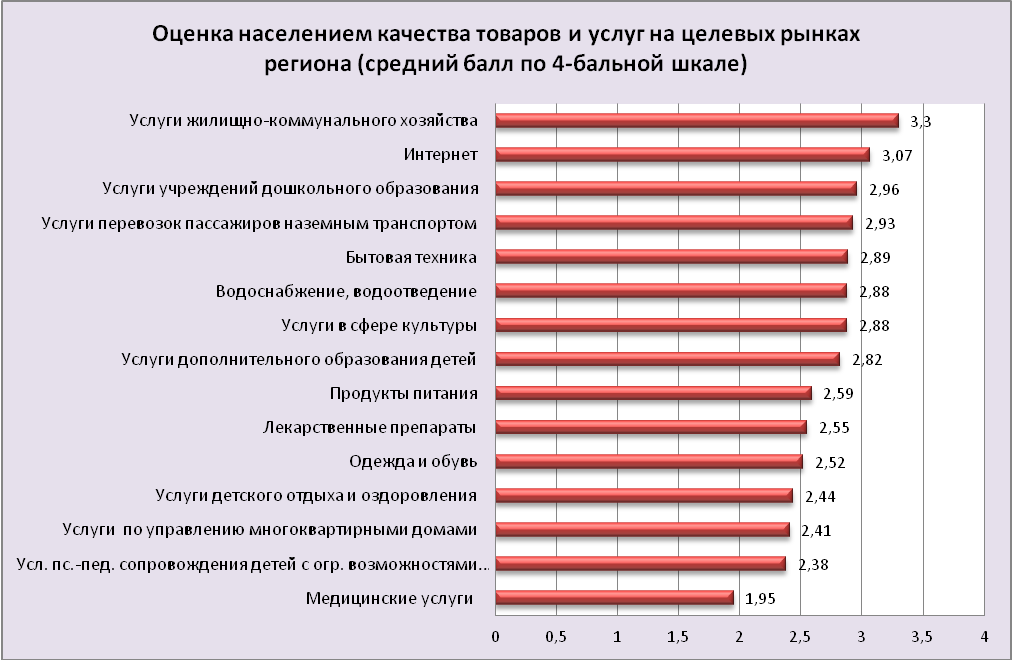 Оценка населением качества товаров и услуг на целевых рынках
региона (средний балл по 4-бальной шкале)
Услуги жилищно-коммунального хозяйства 3,3
Интернет 3,07
Услуги учреждений дошкольного образования 2,96
Услуги перевозок пассажиров наземным транспортом 2,93
Бытовая техника 2,89
Водоснабжение, водоотведение 2,88
Услуги в сфере культуры 2,88
Услуги дополнительного образования детей 2,82
Продукты питания 2,59
Лекарственные препараты 2,55
Одежда и обувь 2,52
Услуги детского отдыха и оздоровления 2,44
Услуги по управлению многоквартирными домами 2,41
Усл. пс.-пед. сопровождения детей с огр. возможностями... 2,38
Медицинские услуги 1,95
0 0,5 1 1,5 2 2,5 3 3,5 4